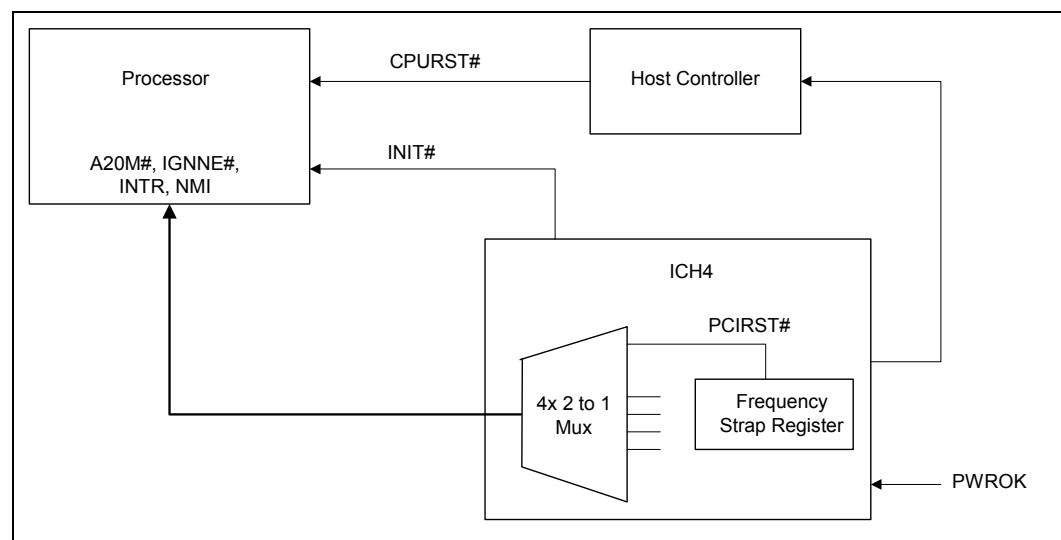 Processor
CPURST#
Host Controller
A20M#, IGNNE#,
INTR, NMI
INIT#
ICH4
PCIRST#
4x 2 to 1
Mux
Frequency
Strap Register
PWROK